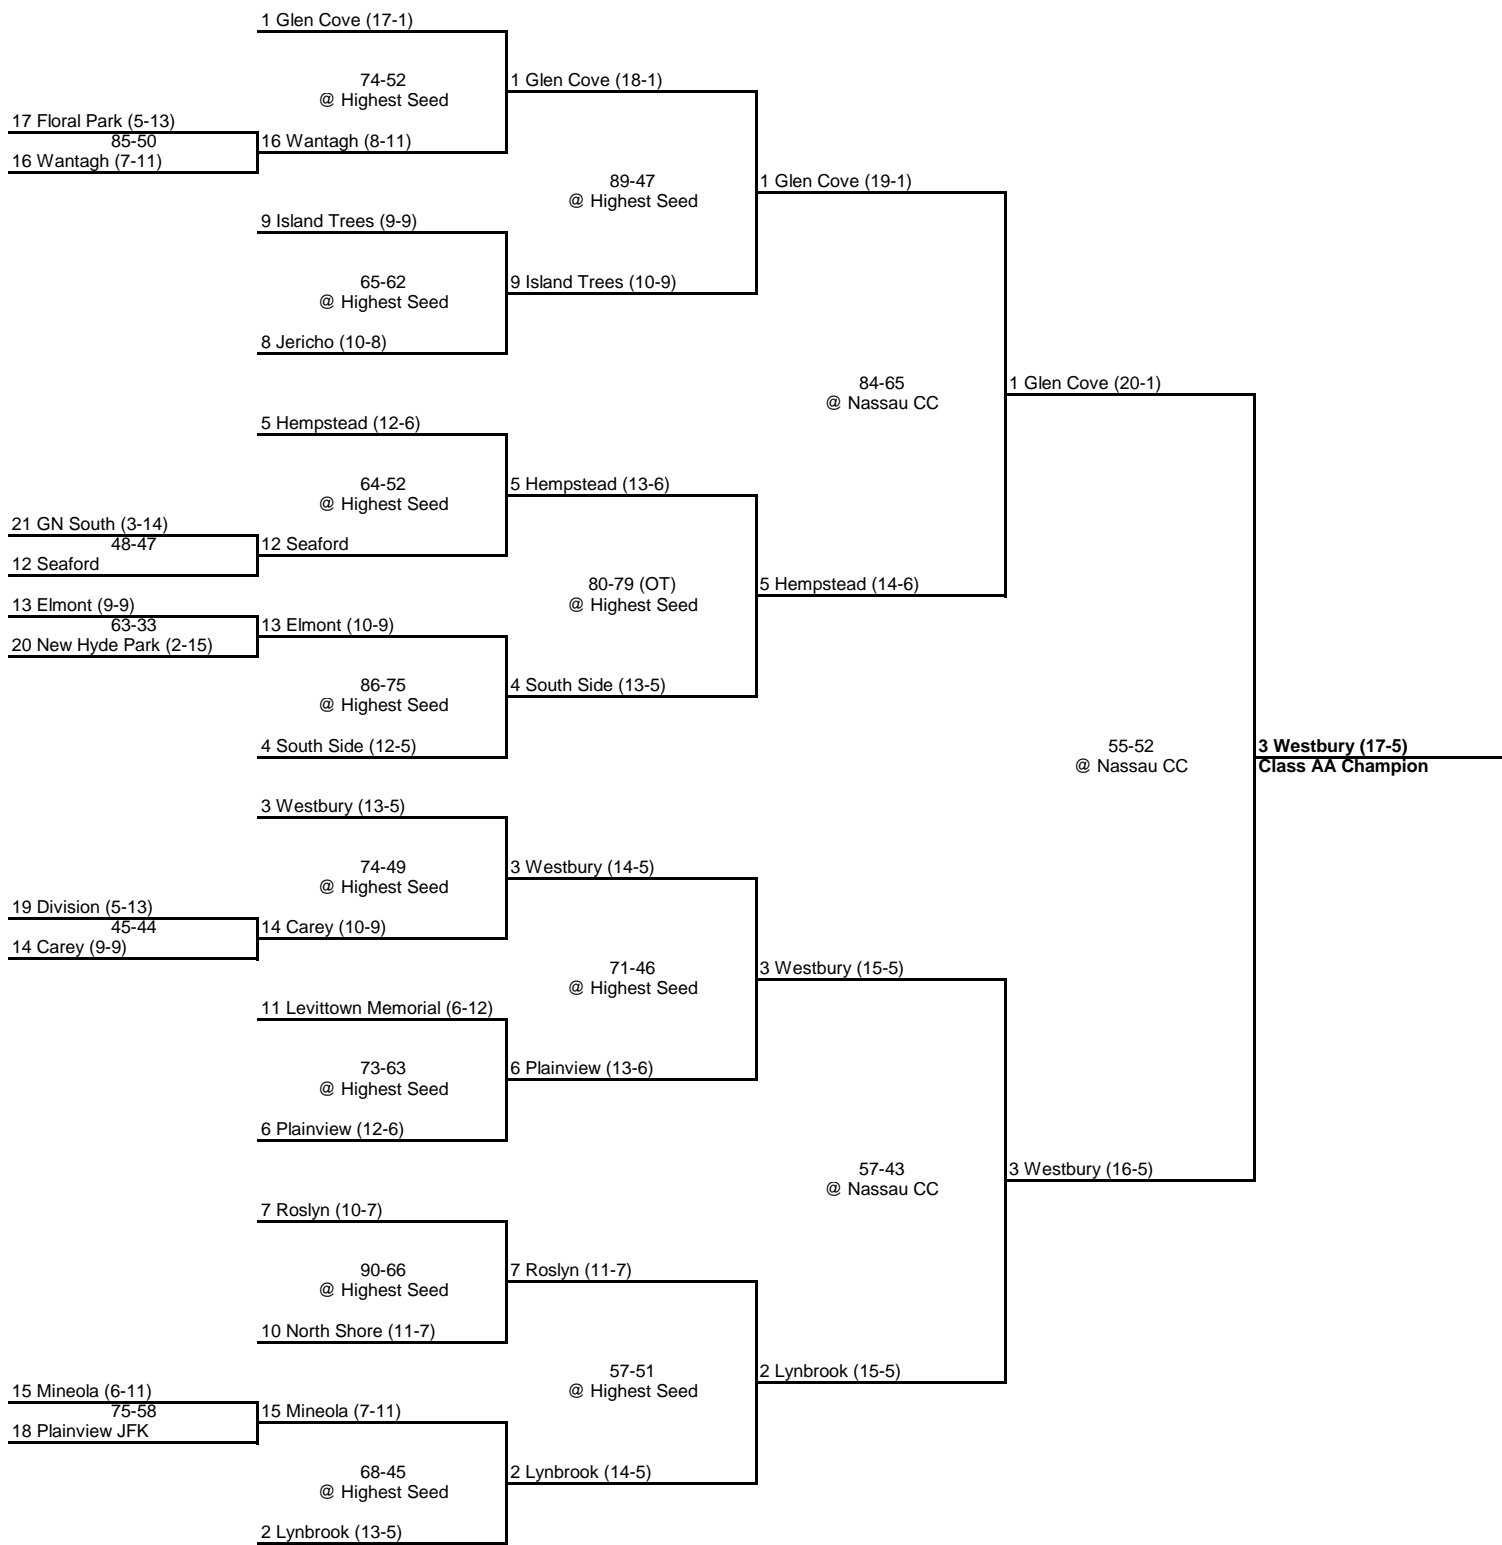 1 Glen Cove (17-1)
74-52
@ Highest Seed
1 Glen Cove (18-1)
17 Floral Park (5-13)
85-50
16 Wantagh (7-11)
16 Wantagh (8-11)
89-47
@ Highest Seed
1 Glen Cove (19-1)
9 Island Trees (9-9)
65-62
@ Highest Seed
9 Island Trees (10-9)
8 Jericho (10-8)
84-65
@ Nassau CC
1 Glen Cove (20-1)
5 Hempstead (12-6)
64-52
@ Highest Seed
5 Hempstead (13-6)
21 GN South (3-14)
48-47
12 Seaford
12 Seaford
80-79 (OT)
@ Highest Seed
5 Hempstead (14-6)
13 Elmont (9-9)
63-33
20 New Hyde Park (2-15)
13 Elmont (10-9)
86-75
@ Highest Seed
4 South Side (13-5)
4 South Side (12-5)
55-52
@ Nassau CC
3 Westbury (17-5)
Class AA Champion
3 Westbury (13-5)
74-49
@ Highest Seed
3 Westbury (14-5)
19 Division (5-13)
45-44
14 Carey (9-9)
14 Carey (10-9)
71-46
@ Highest Seed
3 Westbury (15-5)
11 Levittown Memorial (6-12)
73-63
@ Highest Seed
6 Plainview (13-6)
6 Plainview (12-6)
57-43
@ Nassau CC
3 Westbury (16-5)
7 Roslyn (10-7)
90-66
@ Highest Seed
7 Roslyn (11-7)
10 North Shore (11-7)
57-51
@ Highest Seed
2 Lynbrook (15-5)
15 Mineola (6-11)
75-58
18 Plainview JFK
15 Mineola (7-11)
68-45
@ Highest Seed
2 Lynbrook (14-5)
2 Lynbrook (13-5)